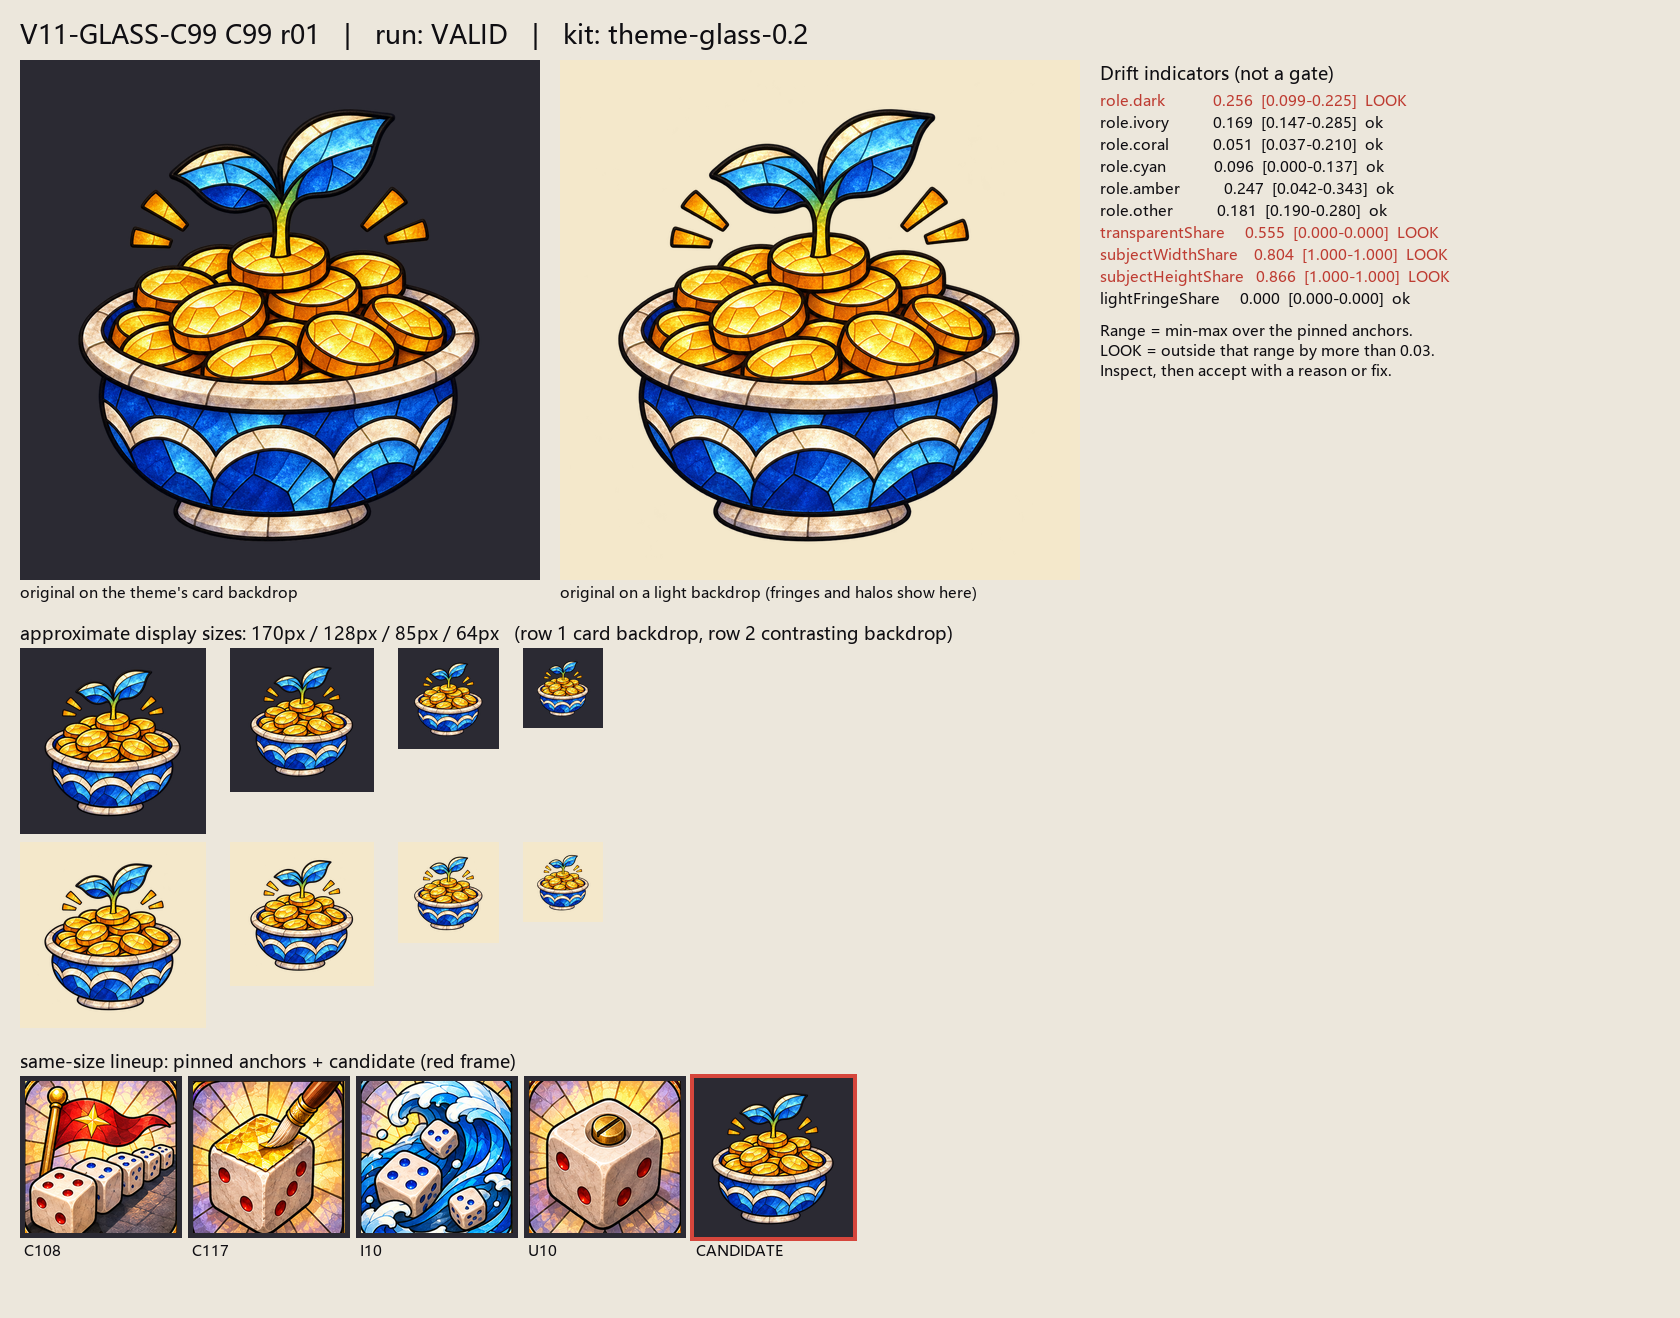 V11-GLASS-C99 C99 r01 | run: VALID | kit: theme-glass-0.2
Drift indicators (not a gate)
role.dark 0.256 [0.099-0.225] LOOK
role.ivory 0.169 [0.147-0.285] ok
role.coral 0.051 [0.037-0.210] ok
role.cyan 0.096 [0.000-0.137] ok
role.amber 0.247 [0.042-0.343] ok
role.other 0.181 [0.190-0.280] ok
transparentShare 0.555 [0.000-0.000] LOOK
subjectWidthShare 0.804 [1.000-1.000] LOOK
subjectHeightShare 0.866 [1.000-1.000] LOOK
lightFringeShare 0.000 [0.000-0.000] ok
Range = min-max over the pinned anchors.
LOOK = outside that range by more than 0.03.
Inspect, then accept with a reason or fix.
original on the theme's card backdrop
original on a light backdrop (fringes and halos show here)
approximate display sizes: 170px / 128px / 85px / 64px (row 1 card backdrop, row 2 contrasting backdrop)
same-size lineup: pinned anchors + candidate (red frame)
C108
C117
I10
U10
CANDIDATE